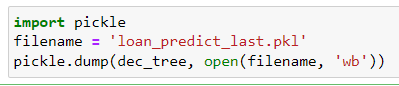 import pickle
filename = 'loan_predict_last.pkl'
pickle.dump(dec_tree, open(filename, 'wb'))